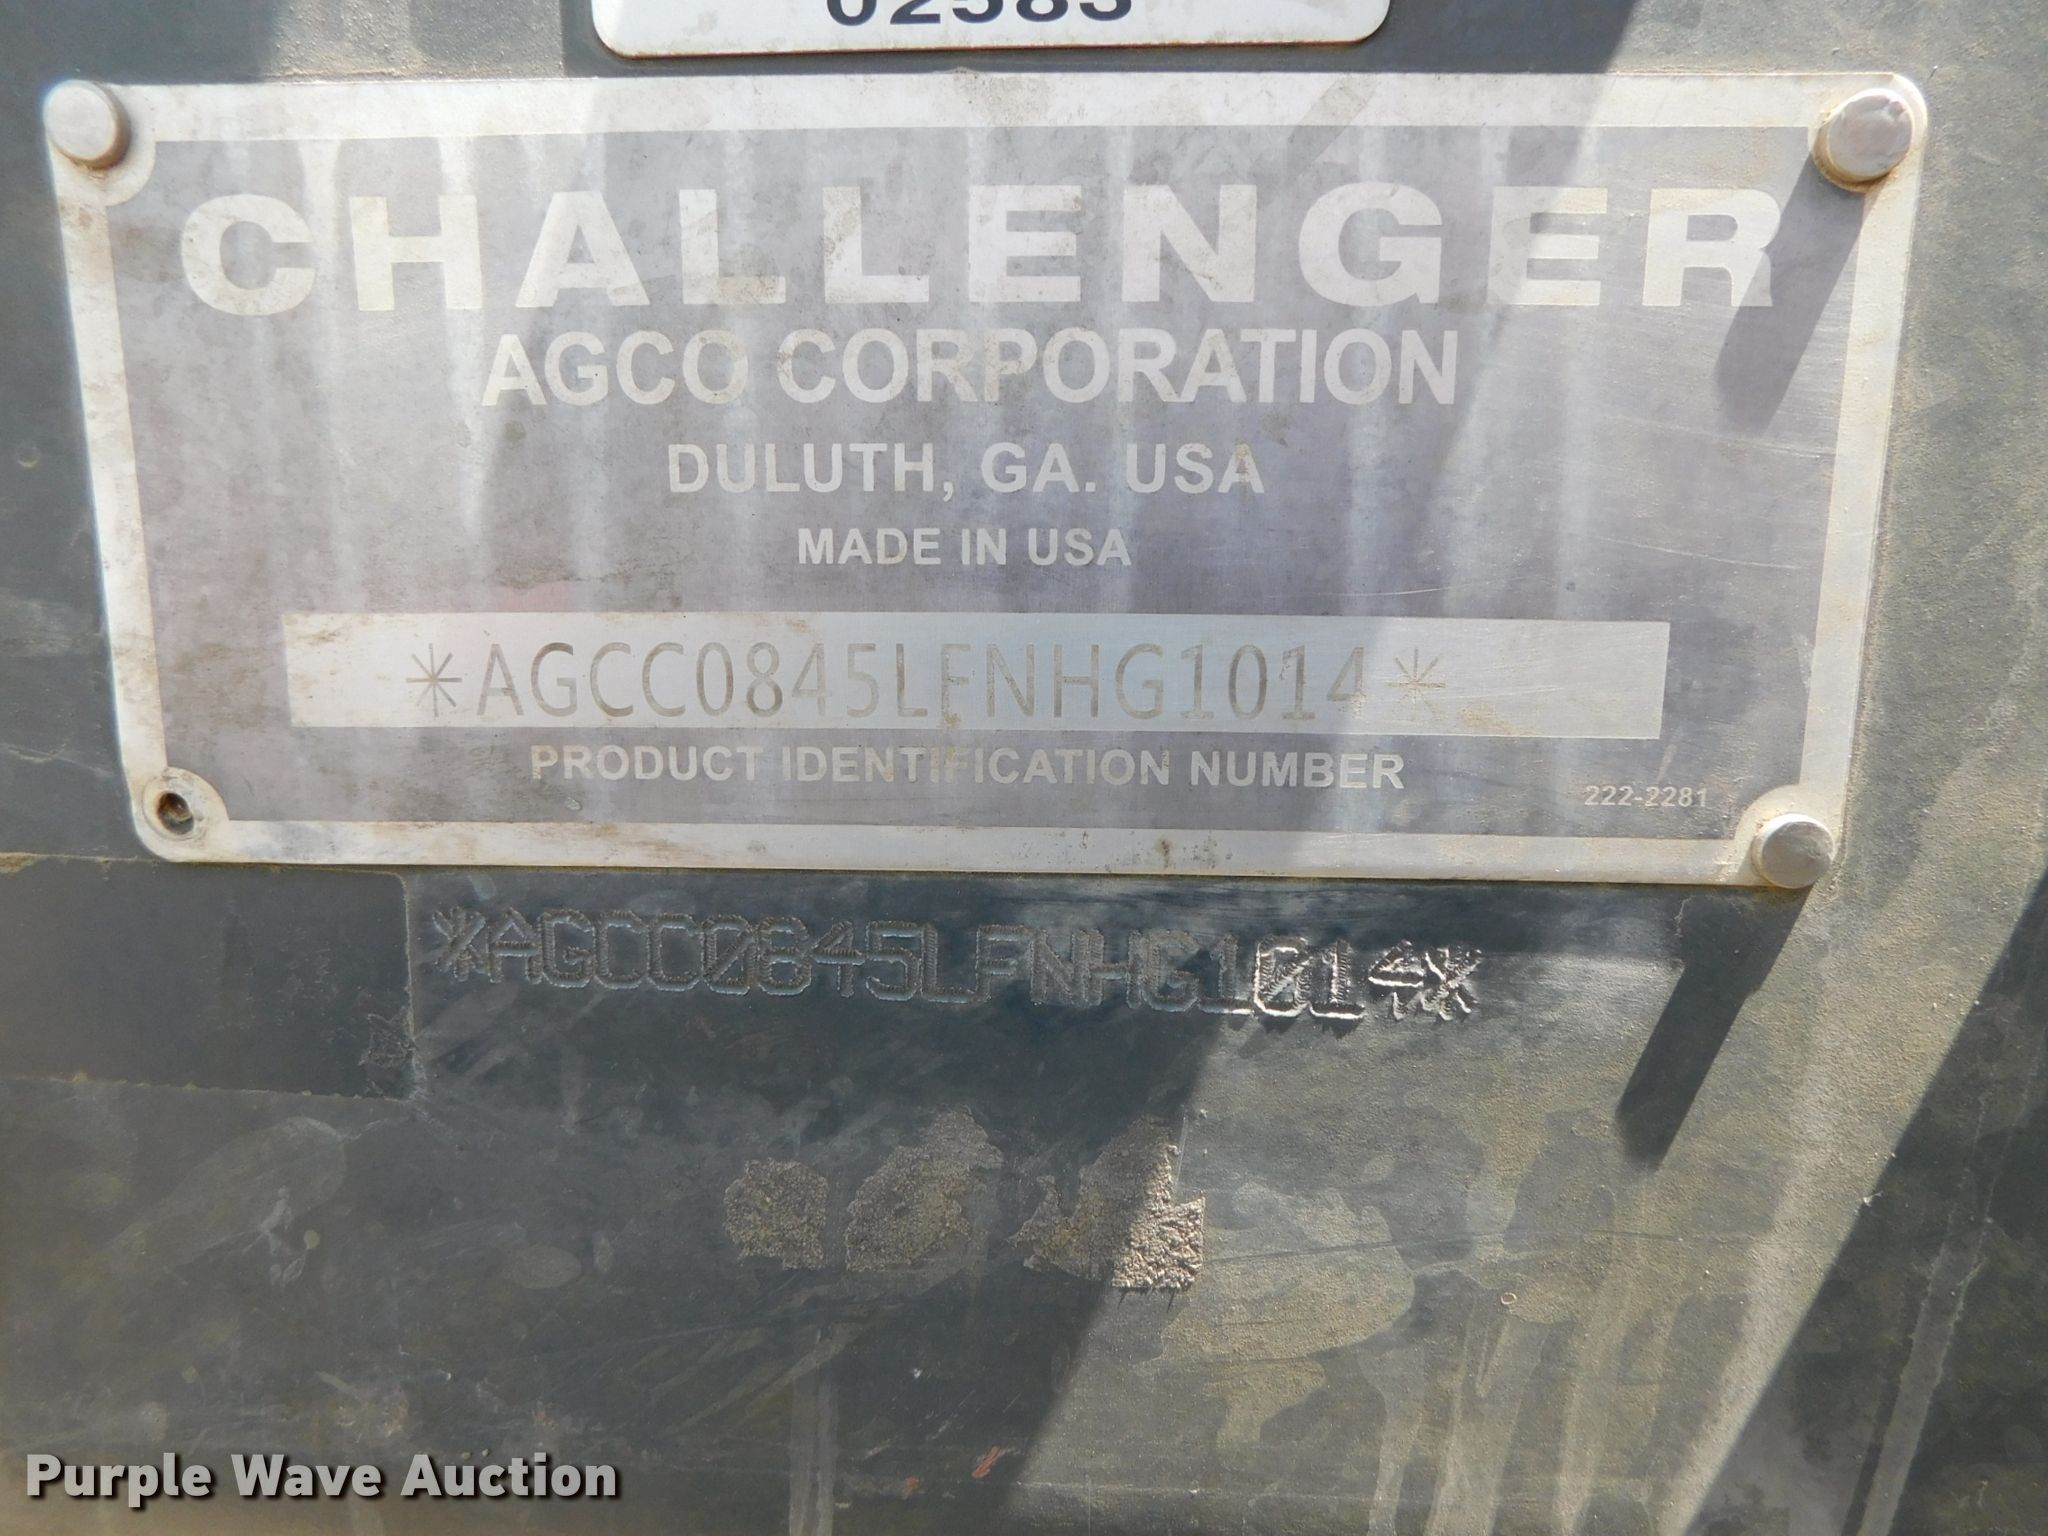 02585
CHALLENGER
AGCO CORPORATION
DULUTH, GA. USA
MADE IN USA
*AGCC0845LFNHG1014*
PRODUCT IDENTIFICATION NUMBER
222-2281
*AGCC0845LFNHG1014*
Purple Wave Auction